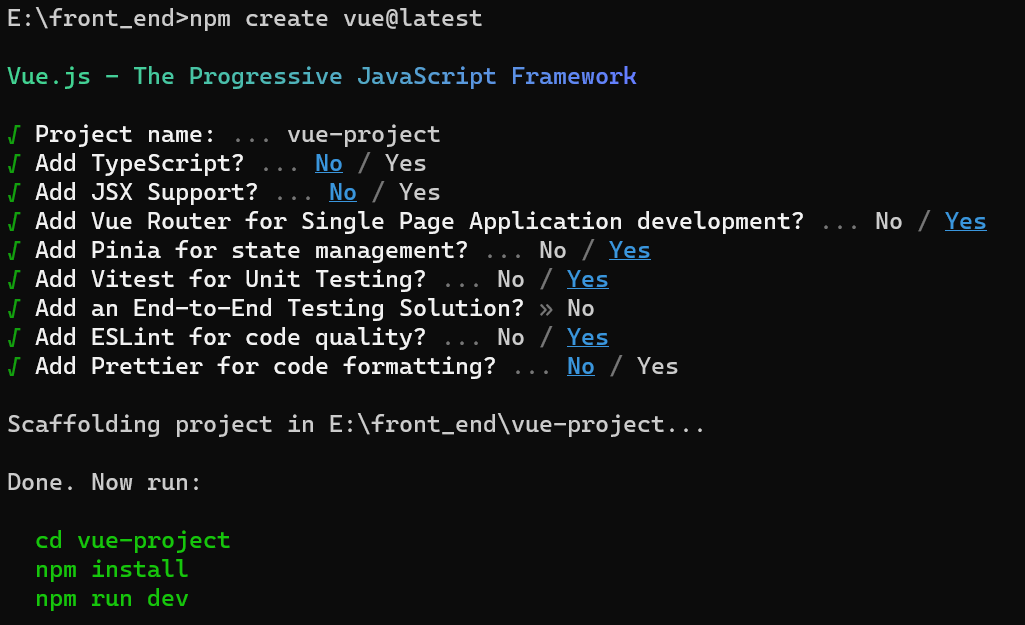 E:\front_end>npm create vue@latest
Vue.js - The Progressive JavaScript Framework
√ Project name: ... vue-project
√ Add TypeScript? ... No / Yes
√ Add JSX Support? ... No / Yes
√ Add Vue Router for Single Page Application development? ... No / Yes
√ Add Pinia for state management? ... No / Yes
√ Add Vitest for Unit Testing? ... No / Yes
√ Add an End-to-End Testing Solution? » No
√ Add ESLint for code quality? ... No / Yes
√ Add Prettier for code formatting? ... No / Yes
Scaffolding project in E:\front_end\vue-project...
Done. Now run:
cd vue-project
npm install
npm run dev